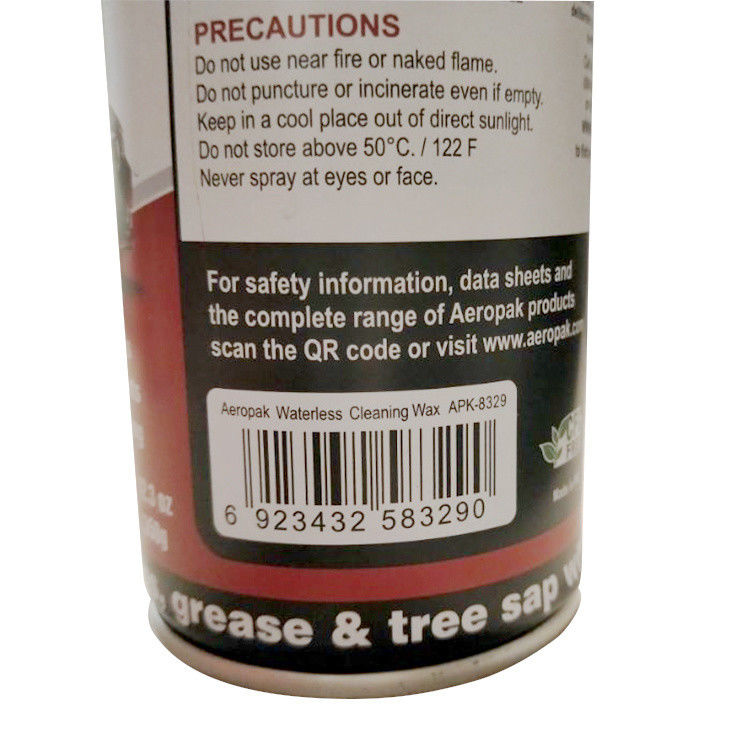 PRECAUTIONS
Do not use near fire or naked flame.
Do not puncture or incinerate even if empty.
Keep in a cool place out of direct sunlight.
Do not store above 50°C. / 122 F
Never spray at eyes or face.
For safety information, data sheets and
the complete range of Aeropak products
scan the QR code or visit www.aeropak.com
Aeropak Waterless Cleaning Wax APK-8329
6 923432 583290
grease & tree sap